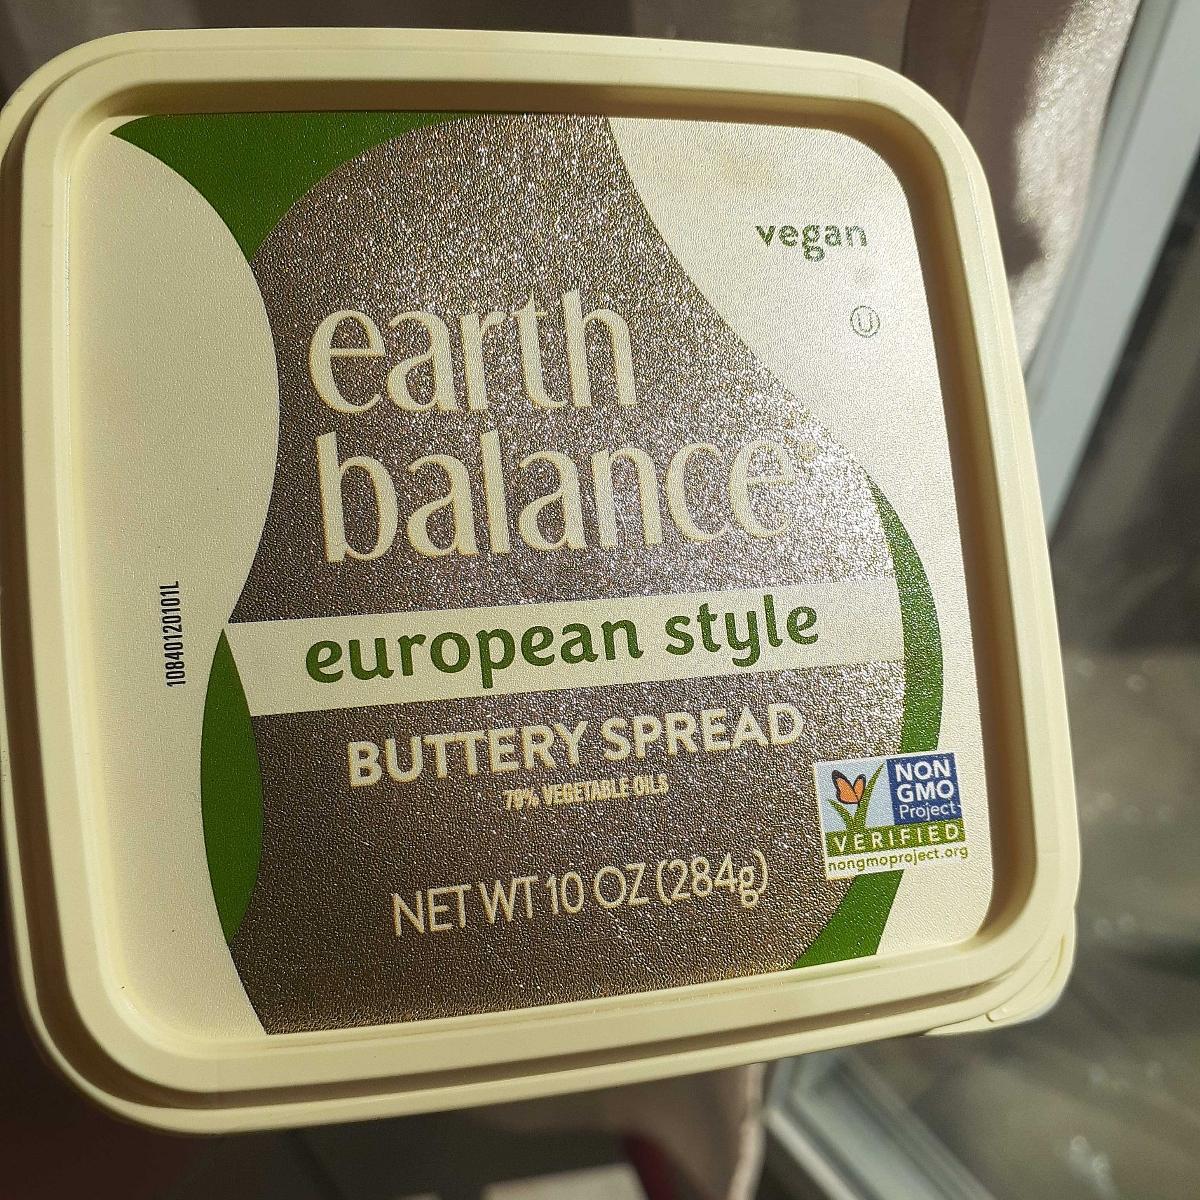 vegan
U
earth
balance®
european style
BUTTERY SPREAD
VEGETABLE OILS
NET WT 10 OZ (284g)
NON
GMO
Project
VERIFIED
nongmoproject.org
10840120101L